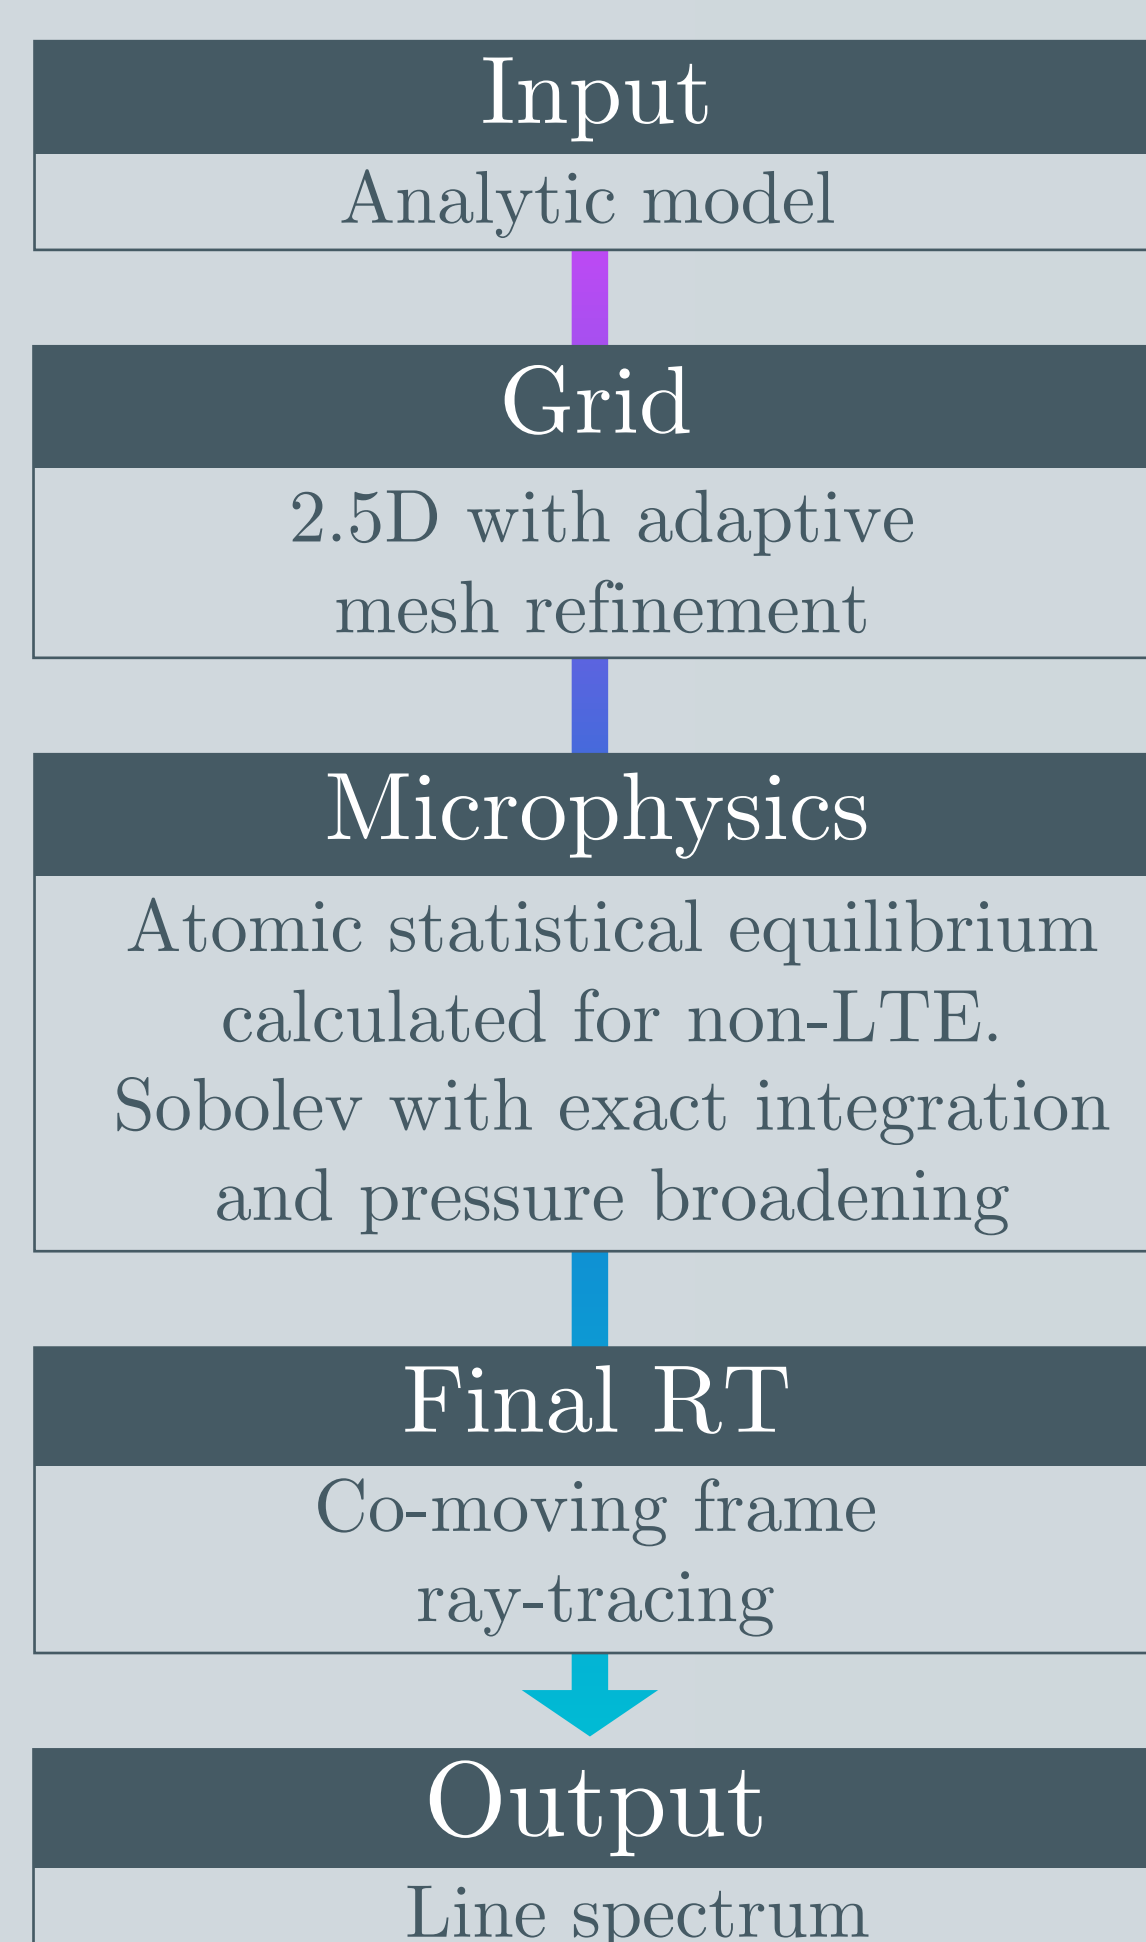 Input
Analytic model
Grid
2.5D with adaptive
mesh refinement
Microphysics
Atomic statistical equilibrium
calculated for non-LTE.
Sobolev with exact integration
and pressure broadening
Final RT
Co-moving frame
ray-tracing
Output
Line spectrum